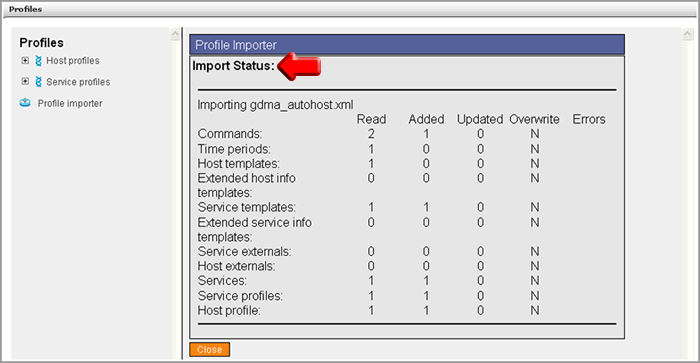 Profiles
Profiles
Host profiles
Service profiles
Profile importer
Profile Importer
Import Status:
Importing gdma_autohost.xml
Read Added Updated Overwrite Errors
Commands: 2 1 0 N
Time periods: 1 0 0 N
Host templates: 1 0 0 N
Extended host info
templates: 0 0 0 N
Service templates: 1 1 0 N
Extended service info
templates: 0 0 0 N
Service externals: 0 0 0 N
Host externals: 0 0 0 N
Services: 1 1 0 N
Service profiles: 1 1 0 N
Host profile: 1 1 0 N
Close